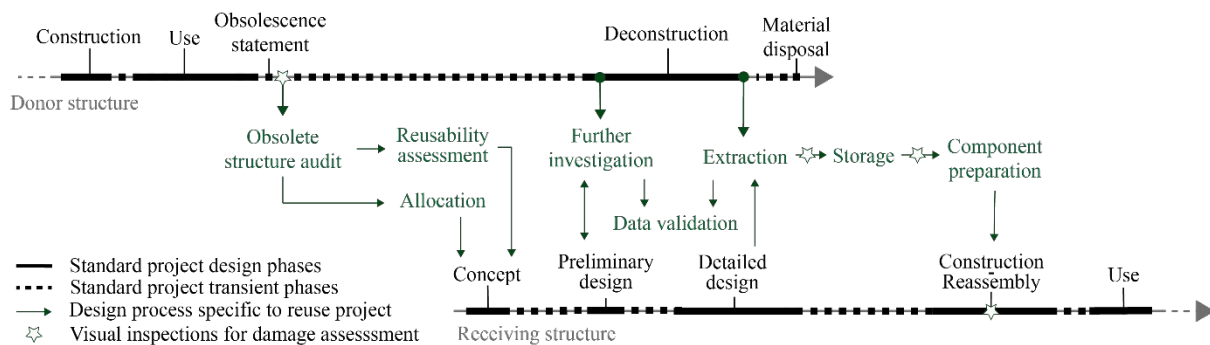 Obsolescence
statement
Construction
Use
Deconstruction
Material
disposal
Donor structure
Obsolete
structure audit
Reusability
assessment
Further
investigation
Extraction
Storage
Component
preparation
Allocation
Data validation
Concept
Preliminary
design
Detailed
design
Construction
Reassembly
Use
Standard project design phases
Standard project transient phases
Design process specific to reuse project
Visual inspections for damage assesssment
Receiving structure